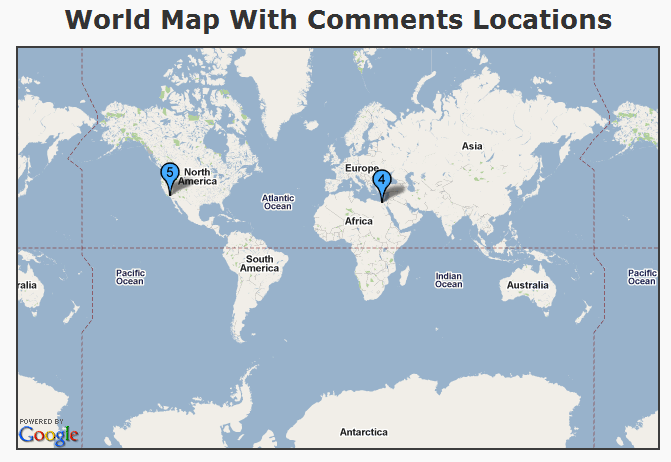 World Map With Comments Locations
Asia
Europe
5
North
America
4
Atlantic
Ocean
Africa
South
America
Pacific
Ocean
Indian
Ocean
Pacific
Ocean
ralia
Australia
POWERED BY
Google
Antarctica